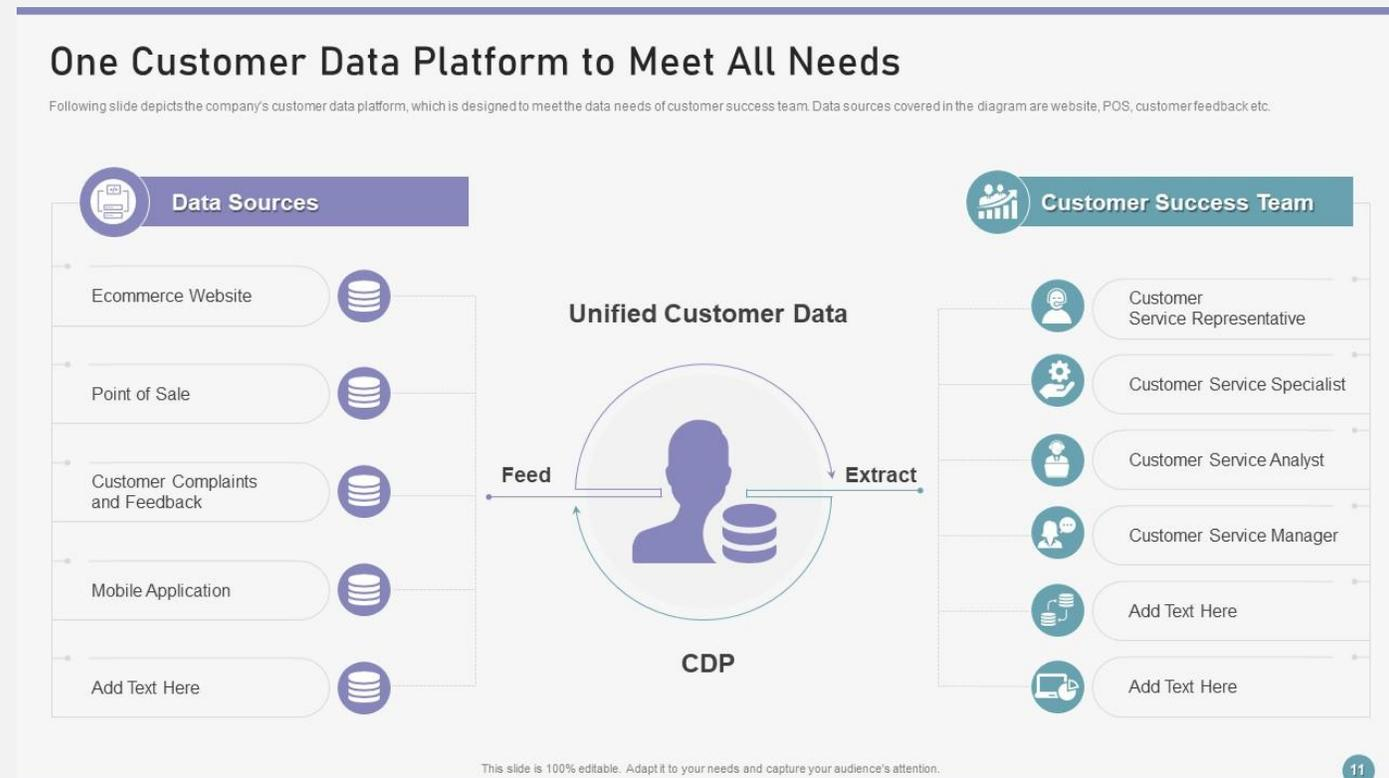 One Customer Data Platform to Meet All Needs
Following slide depicts the company's customer data platform, which is designed to meet the data needs of customer success team. Data sources covered in the diagram are website, POS, customer feedback etc.
Data Sources
Ecommerce Website
Point of Sale
Customer Complaints
and Feedback
Mobile Application
Add Text Here
Unified Customer Data
Feed
Extract
CDP
Customer Success Team
Customer
Service Representative
Customer Service Specialist
Customer Service Analyst
Customer Service Manager
Add Text Here
Add Text Here
This slide is 100% editable. Adapt it to your needs and capture your audience's attention.
11